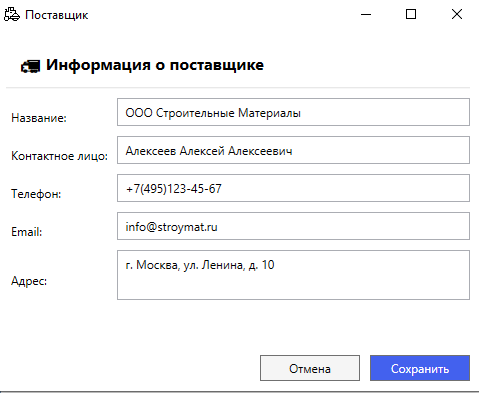 Поставщик
Информация о поставщике
Название: ООО Строительные Материалы
Контактное лицо: Алексеев Алексей Алексеевич
Телефон: +7(495)123-45-67
Email: info@stroymat.ru
Адрес: г. Москва, ул. Ленина, д. 10
Отмена Сохранить